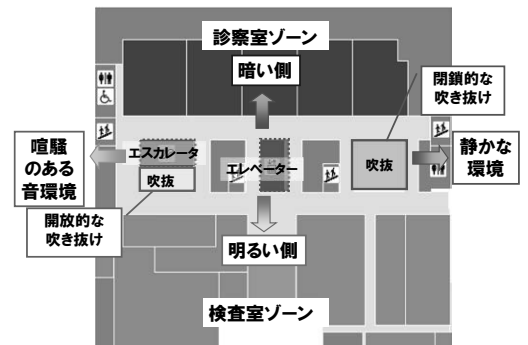 診察室ゾーン
暗い側
閉鎖的な
吹き抜け
喧騒
のある
音環境
エスカレータ
エレベーター
吹抜
吹抜
静かな
環境
開放的な
吹き抜け
明るい側
検査室ゾーン